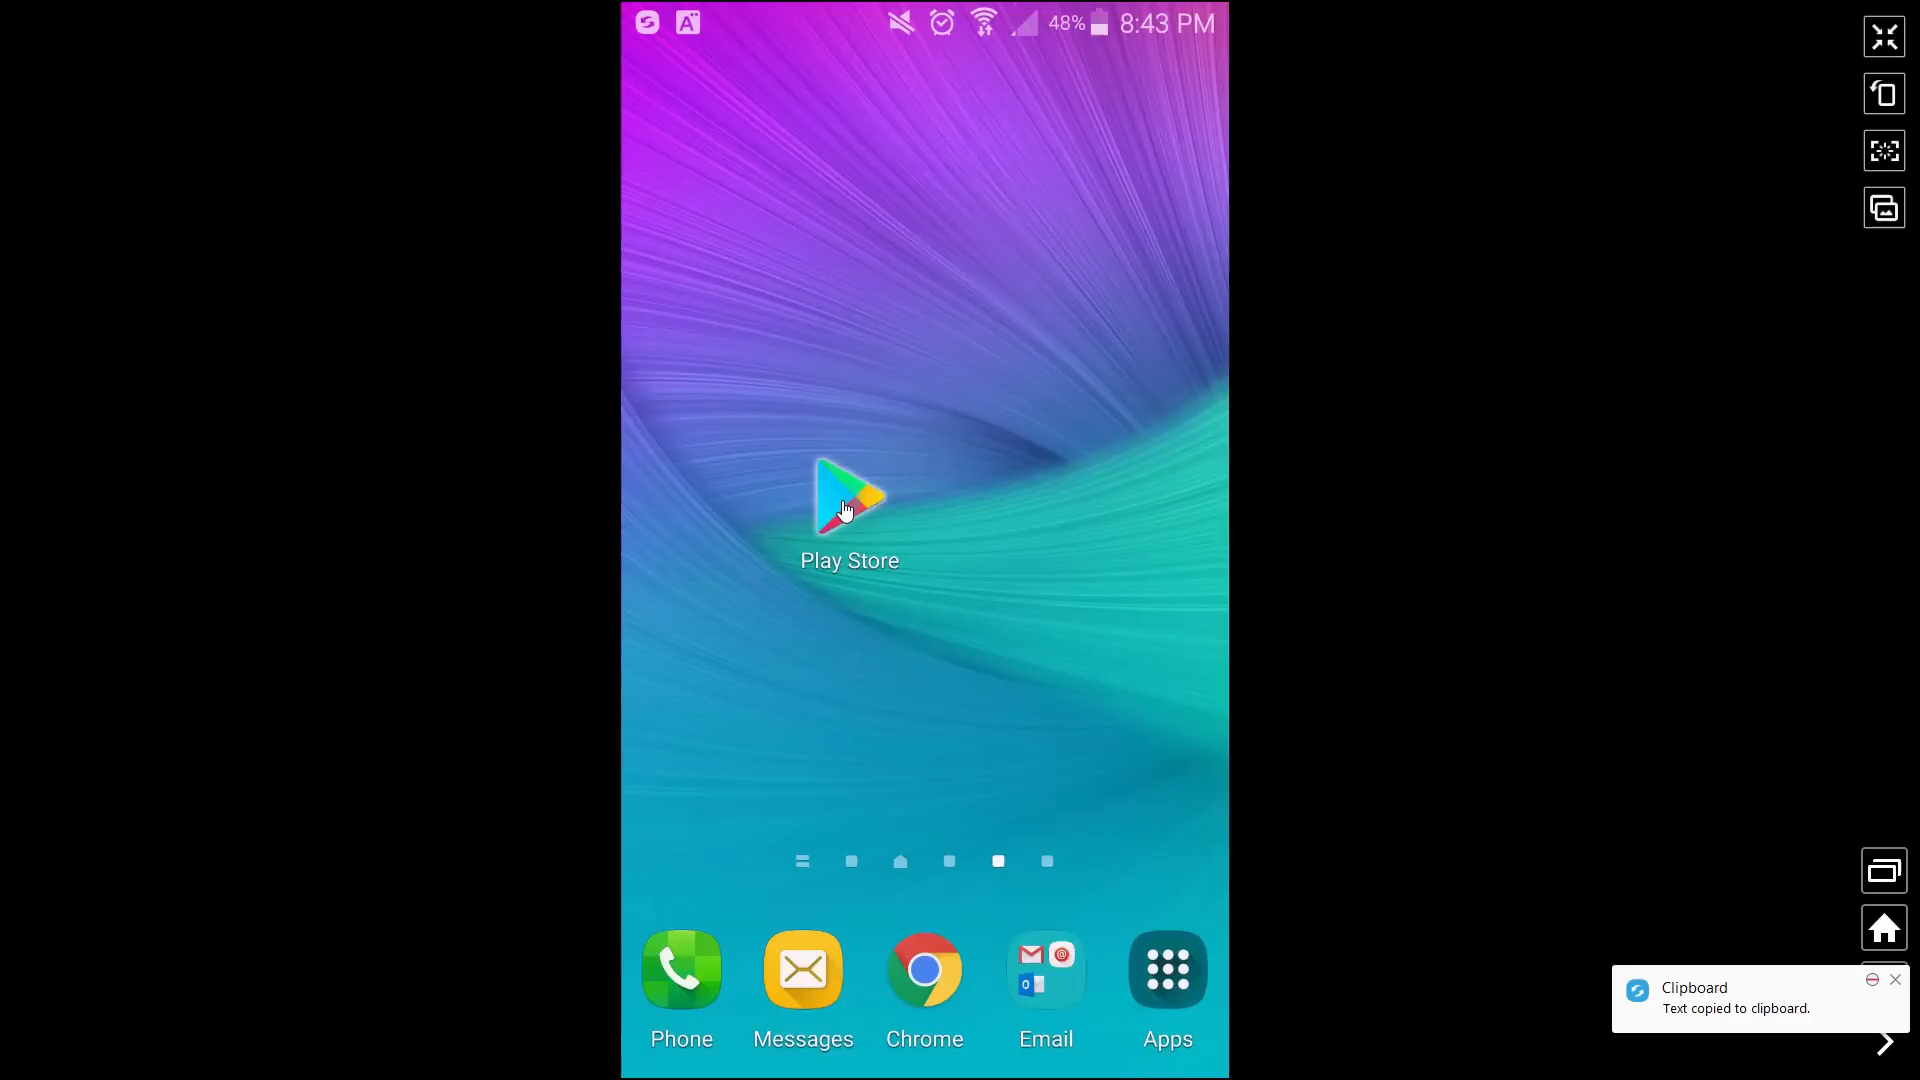 48% 8:43 PM
Play Store
Phone Messages Chrome Email Apps
Clipboard
Text copied to clipboard.